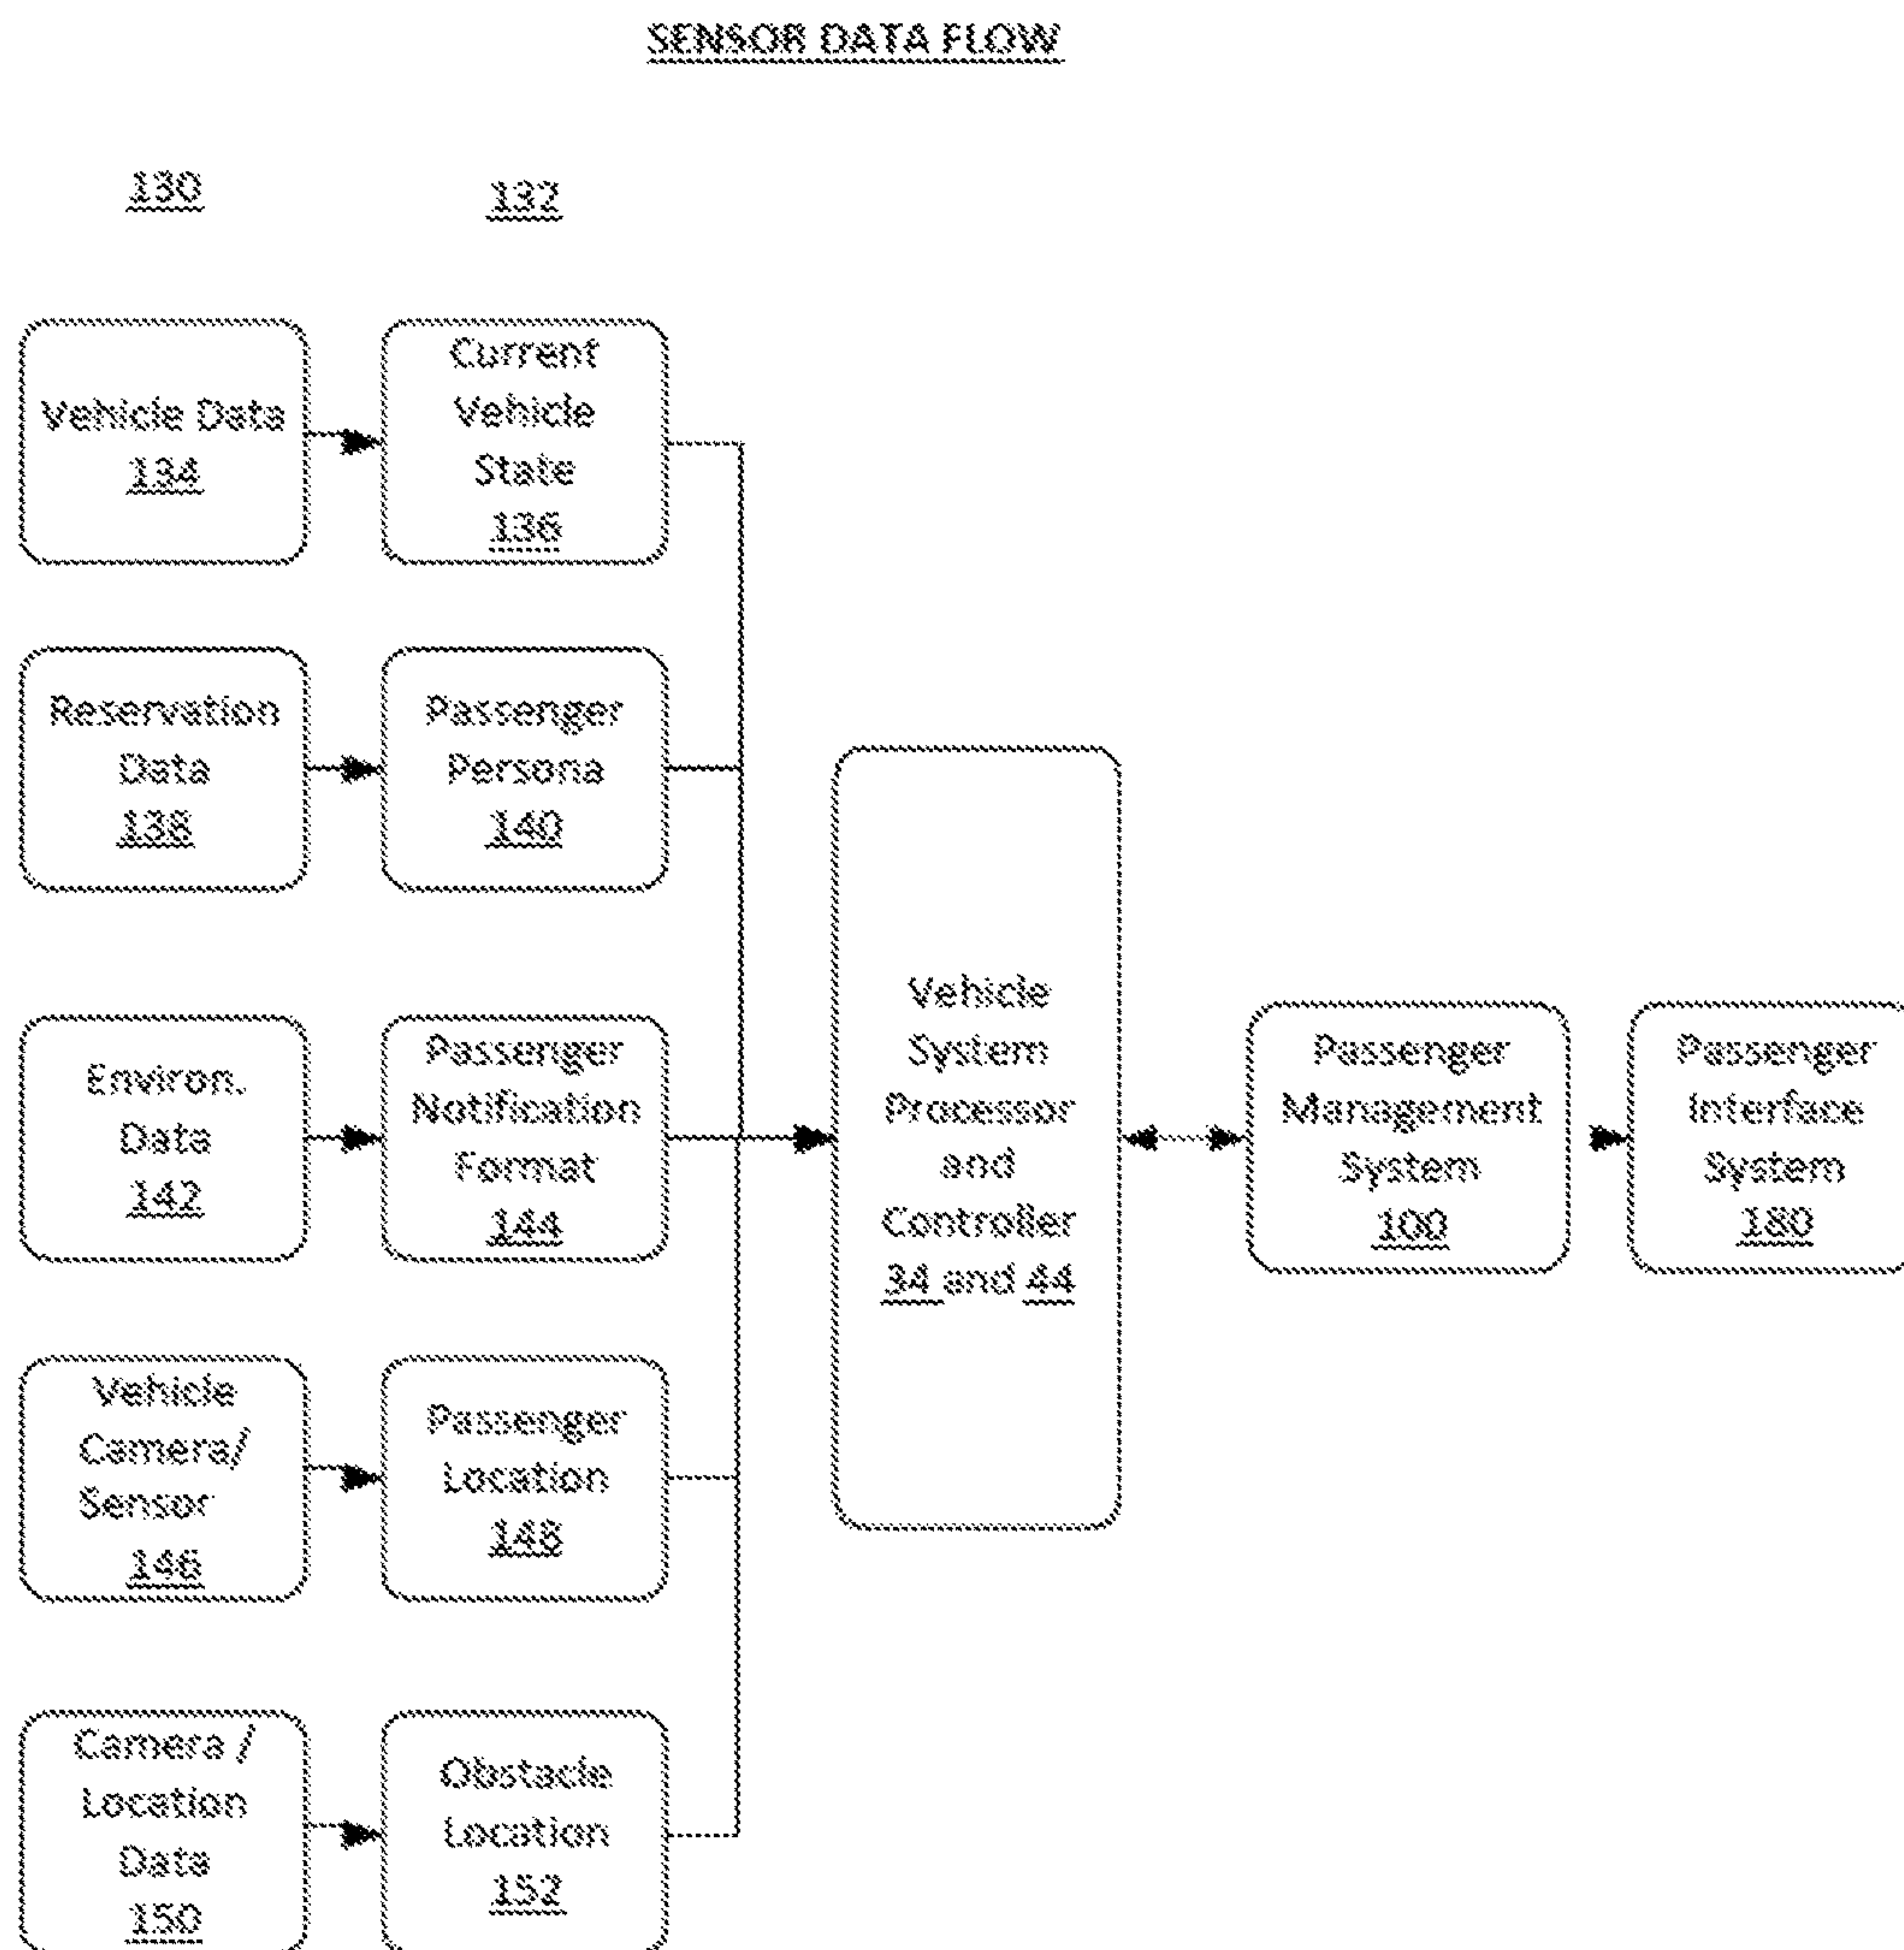 SENSOR DATA FLOW
130
132
Vehicle Data
134
Current
Vehicle
State
136
Reservation
Data
138
Passenger
Persona
140
Environ.
Data
142
Passenger
Notification
Format
144
Vehicle
Camera/
Sensor
146
Passenger
Location
148
Camera /
Location
Data
150
Obstacle
Location
152
Vehicle
System
Processor
and
Controller
34 and 44
Passenger
Management
System
100
Passenger
Interface
System
180